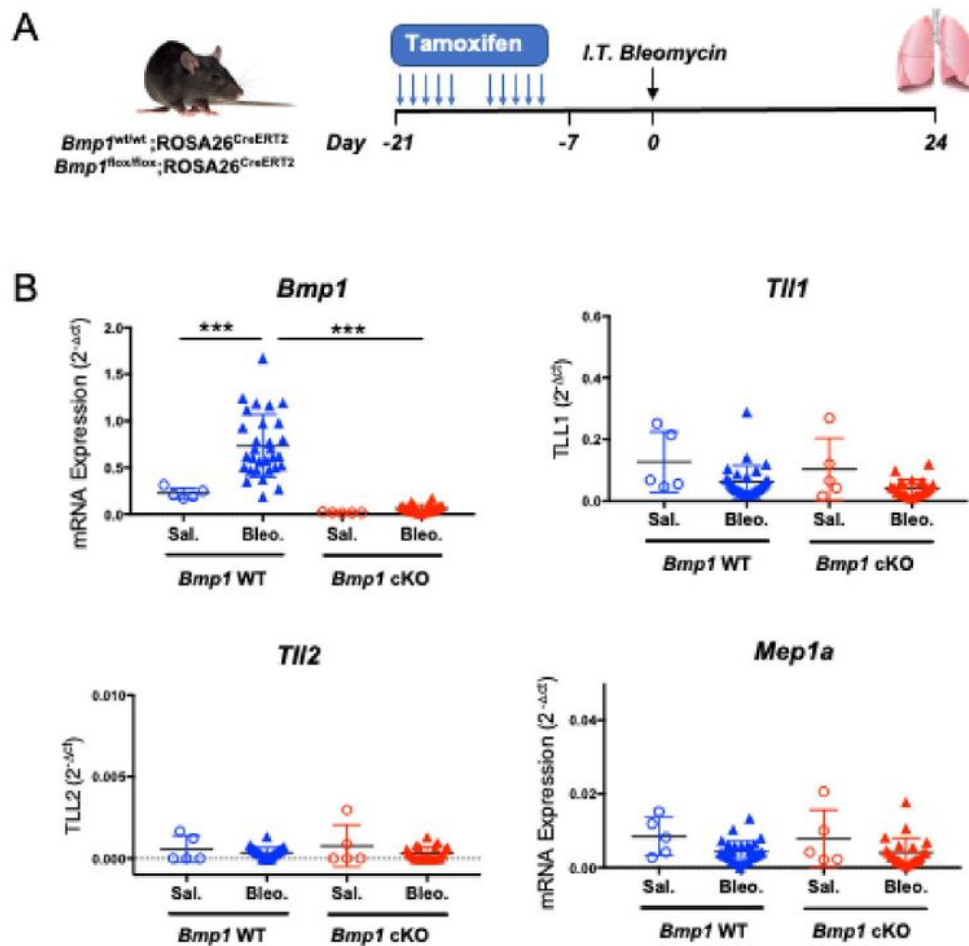 A
Tamoxifen
I.T. Bleomycin
Bmp1wt/wt;ROSA26CreERT2
Bmp1flox/flox;ROSA26CreERT2
Day -21 -7 0 24
B
Bmp1
mRNA Expression (2-Δct)
2.0
1.5
1.0
0.5
0.0
*** ***
Sal. Bleo. Sal. Bleo.
Bmp1 WT Bmp1 cKO
Tll1
TLL1 (2-Δct)
0.6
0.4
0.2
0.0
Sal. Bleo. Sal. Bleo.
Bmp1 WT Bmp1 cKO
Tll2
TLL2 (2-Δct)
0.010
0.005
0.000
Sal. Bleo. Sal. Bleo.
Bmp1 WT Bmp1 cKO
Mep1a
mRNA Expression (2-Δct)
0.04
0.02
0.00
Sal. Bleo. Sal. Bleo.
Bmp1 WT Bmp1 cKO